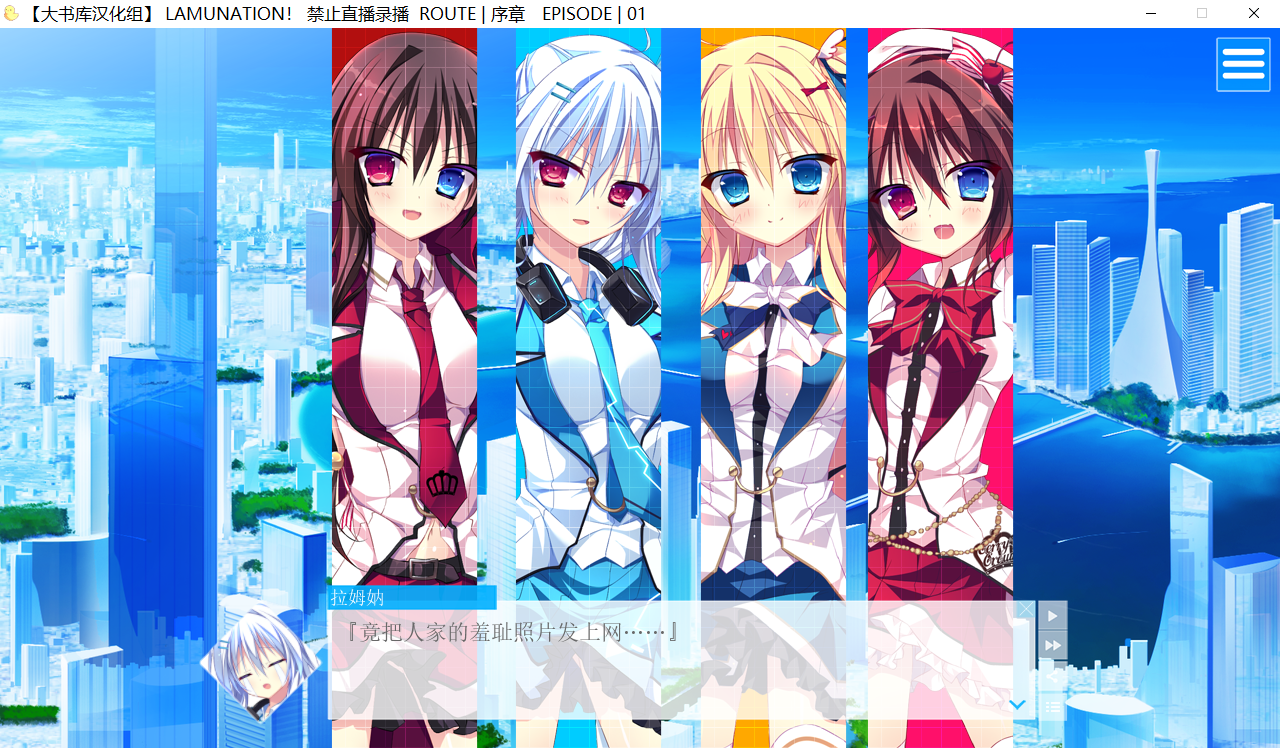 【大书库汉化组】 LAMUNATION! 禁止直播录播 ROUTE | 序章 EPISODE | 01
拉姆妠
『竟把人家的羞耻照片发上网……』